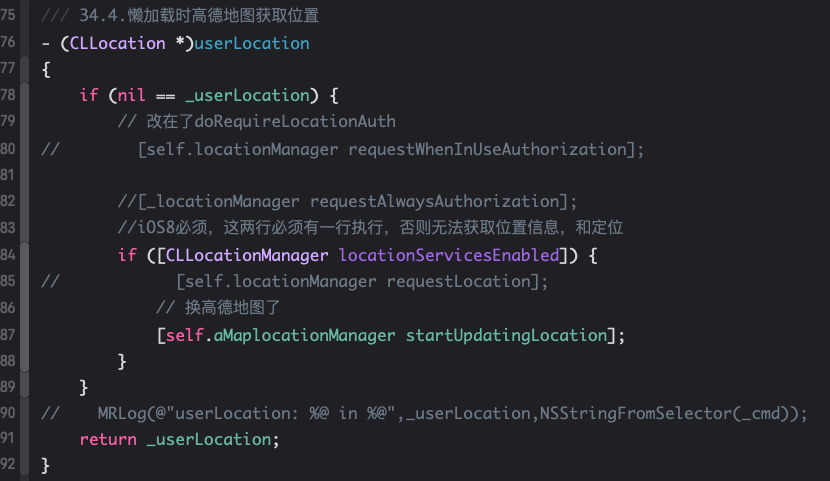 75 /// 34.4.懒加载时高德地图获取位置
76 - (CLLocation *)userLocation
77 {
78     if (nil == _userLocation) {
79         // 改在了doRequireLocationAuth
80 //        [self.locationManager requestWhenInUseAuthorization];
81
82         //[_locationManager requestAlwaysAuthorization];
83         //iOS8必须，这两行必须有一行执行，否则无法获取位置信息，和定位
84         if ([CLLocationManager locationServicesEnabled]) {
85 //            [self.locationManager requestLocation];
86             // 换高德地图了
87             [self.aMaplocationManager startUpdatingLocation];
88         }
89     }
90 //    MRLog(@"userLocation: %@ in %@",_userLocation,NSStringFromSelector(_cmd));
91     return _userLocation;
92 }